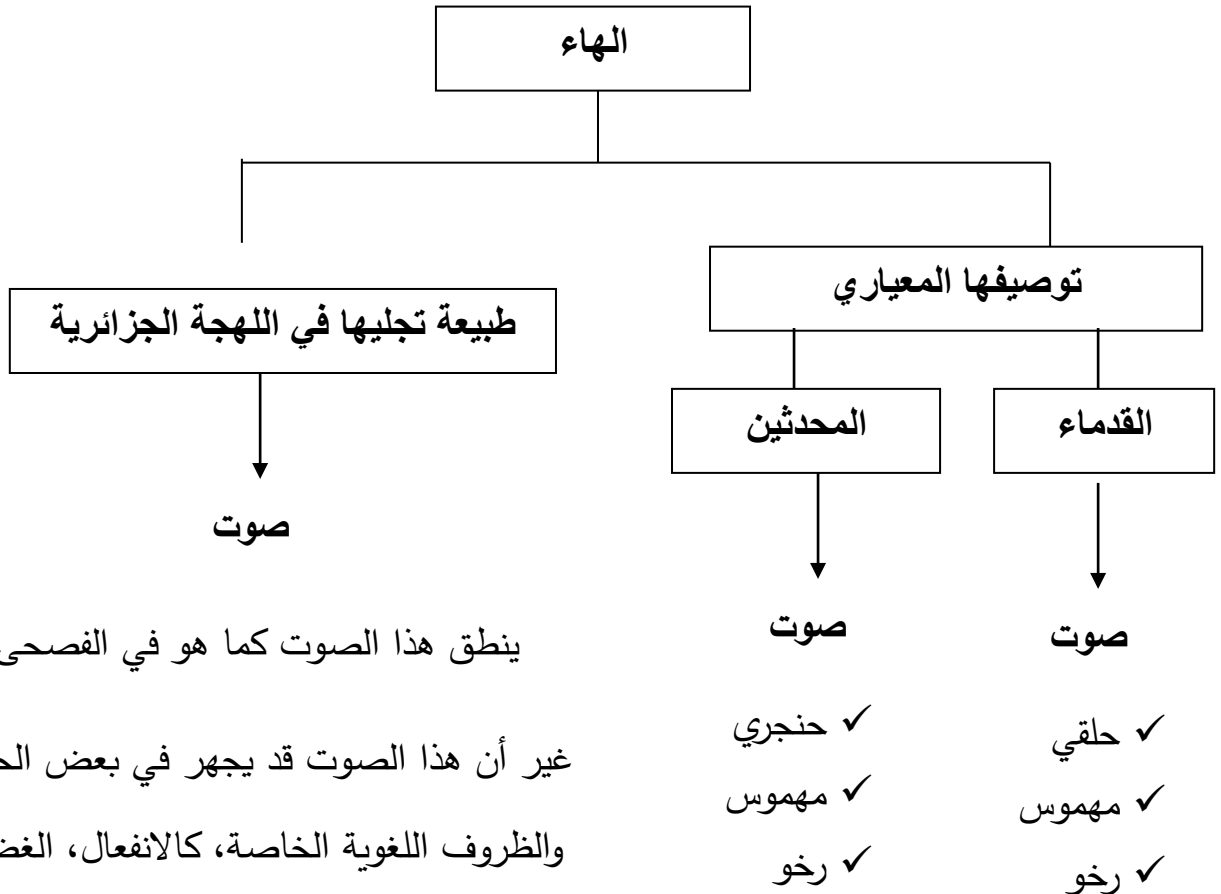 الهاء
توصيفها المعياري
طبيعة تجليها في اللهجة الجزائرية
القدماء
المحدثين
صوت
✓ حلقي
✓ مهموس
✓ رخو
صوت
✓ حنجري
✓ مهموس
✓ رخو
صوت
ينطق هذا الصوت كما هو في الفصحى
غير أن هذا الصوت قد يجهر في بعض
والظروف اللغوية الخاصة، كالانفعال،